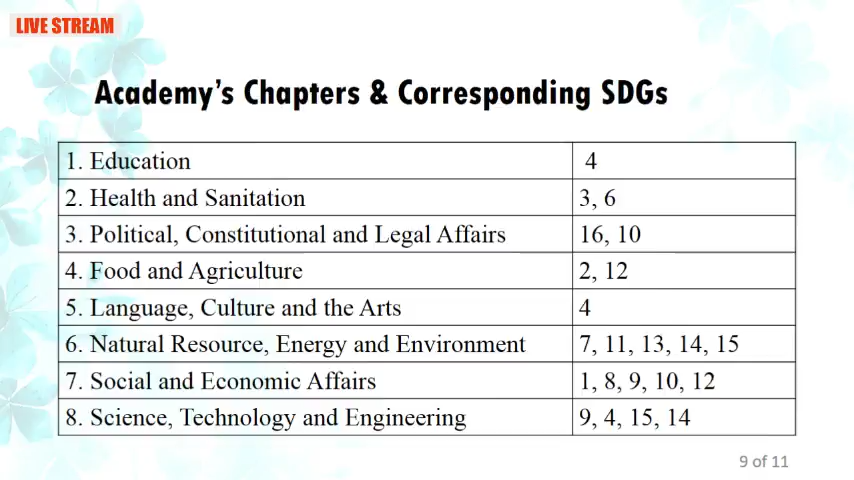 LIVE STREAM
Academy's Chapters & Corresponding SDGs
1. Education 4
2. Health and Sanitation 3, 6
3. Political, Constitutional and Legal Affairs 16, 10
4. Food and Agriculture 2, 12
5. Language, Culture and the Arts 4
6. Natural Resource, Energy and Environment 7, 11, 13, 14, 15
7. Social and Economic Affairs 1, 8, 9, 10, 12
8. Science, Technology and Engineering 9, 4, 15, 14
9 of 11